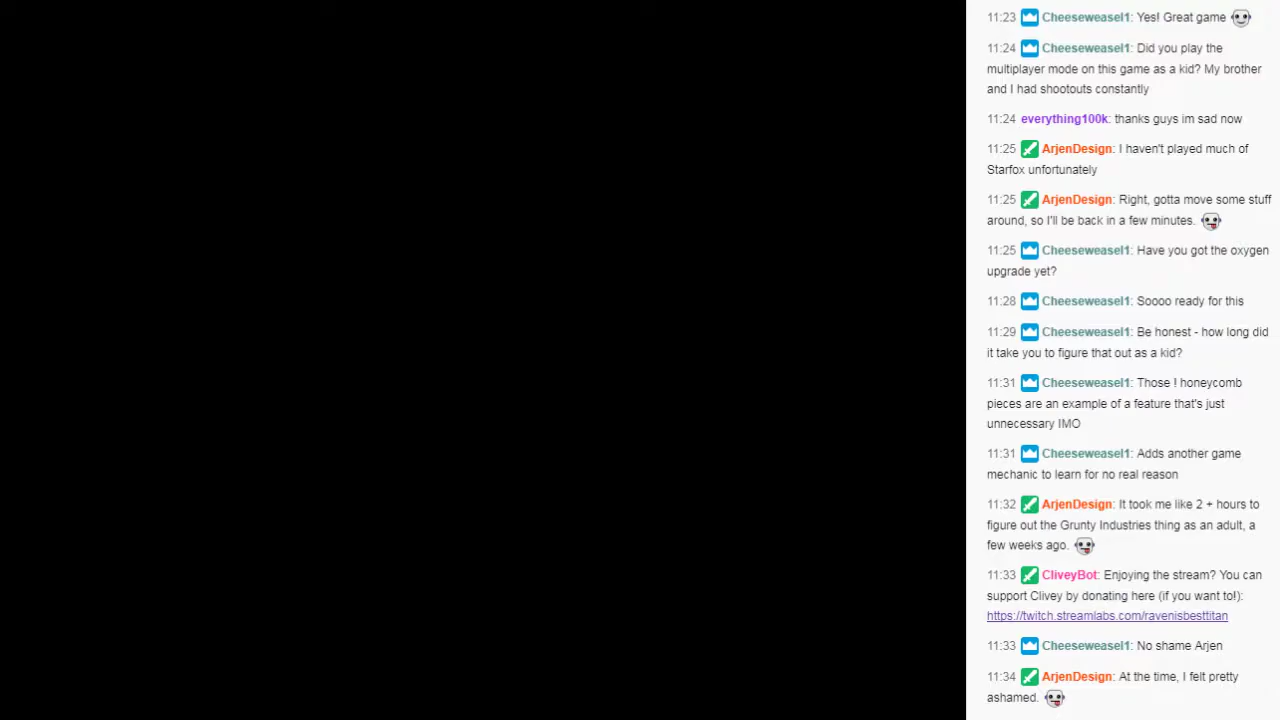 11:23 Cheeseweasel1: Yes! Great game
11:24 Cheeseweasel1: Did you play the
multiplayer mode on this game as a kid? My brother
and I had shootouts constantly
11:24 everything100k: thanks guys im sad now
11:25 ArjenDesign: I haven't played much of
Starfox unfortunately
11:25 ArjenDesign: Right, gotta move some stuff
around, so I'll be back in a few minutes.
11:25 Cheeseweasel1: Have you got the oxygen
upgrade yet?
11:28 Cheeseweasel1: Soooo ready for this
11:29 Cheeseweasel1: Be honest - how long did
it take you to figure that out as a kid?
11:31 Cheeseweasel1: Those ! honeycomb
pieces are an example of a feature that's just
unnecessary IMO
11:31 Cheeseweasel1: Adds another game
mechanic to learn for no real reason
11:32 ArjenDesign: It took me like 2 + hours to
figure out the Grunty Industries thing as an adult, a
few weeks ago.
11:33 CliveyBot: Enjoying the stream? You can
support Clivey by donating here (if you want to!):
https://twitch.streamlabs.com/ravenisbesttitan
11:33 Cheeseweasel1: No shame Arjen
11:34 ArjenDesign: At the time, I felt pretty
ashamed.